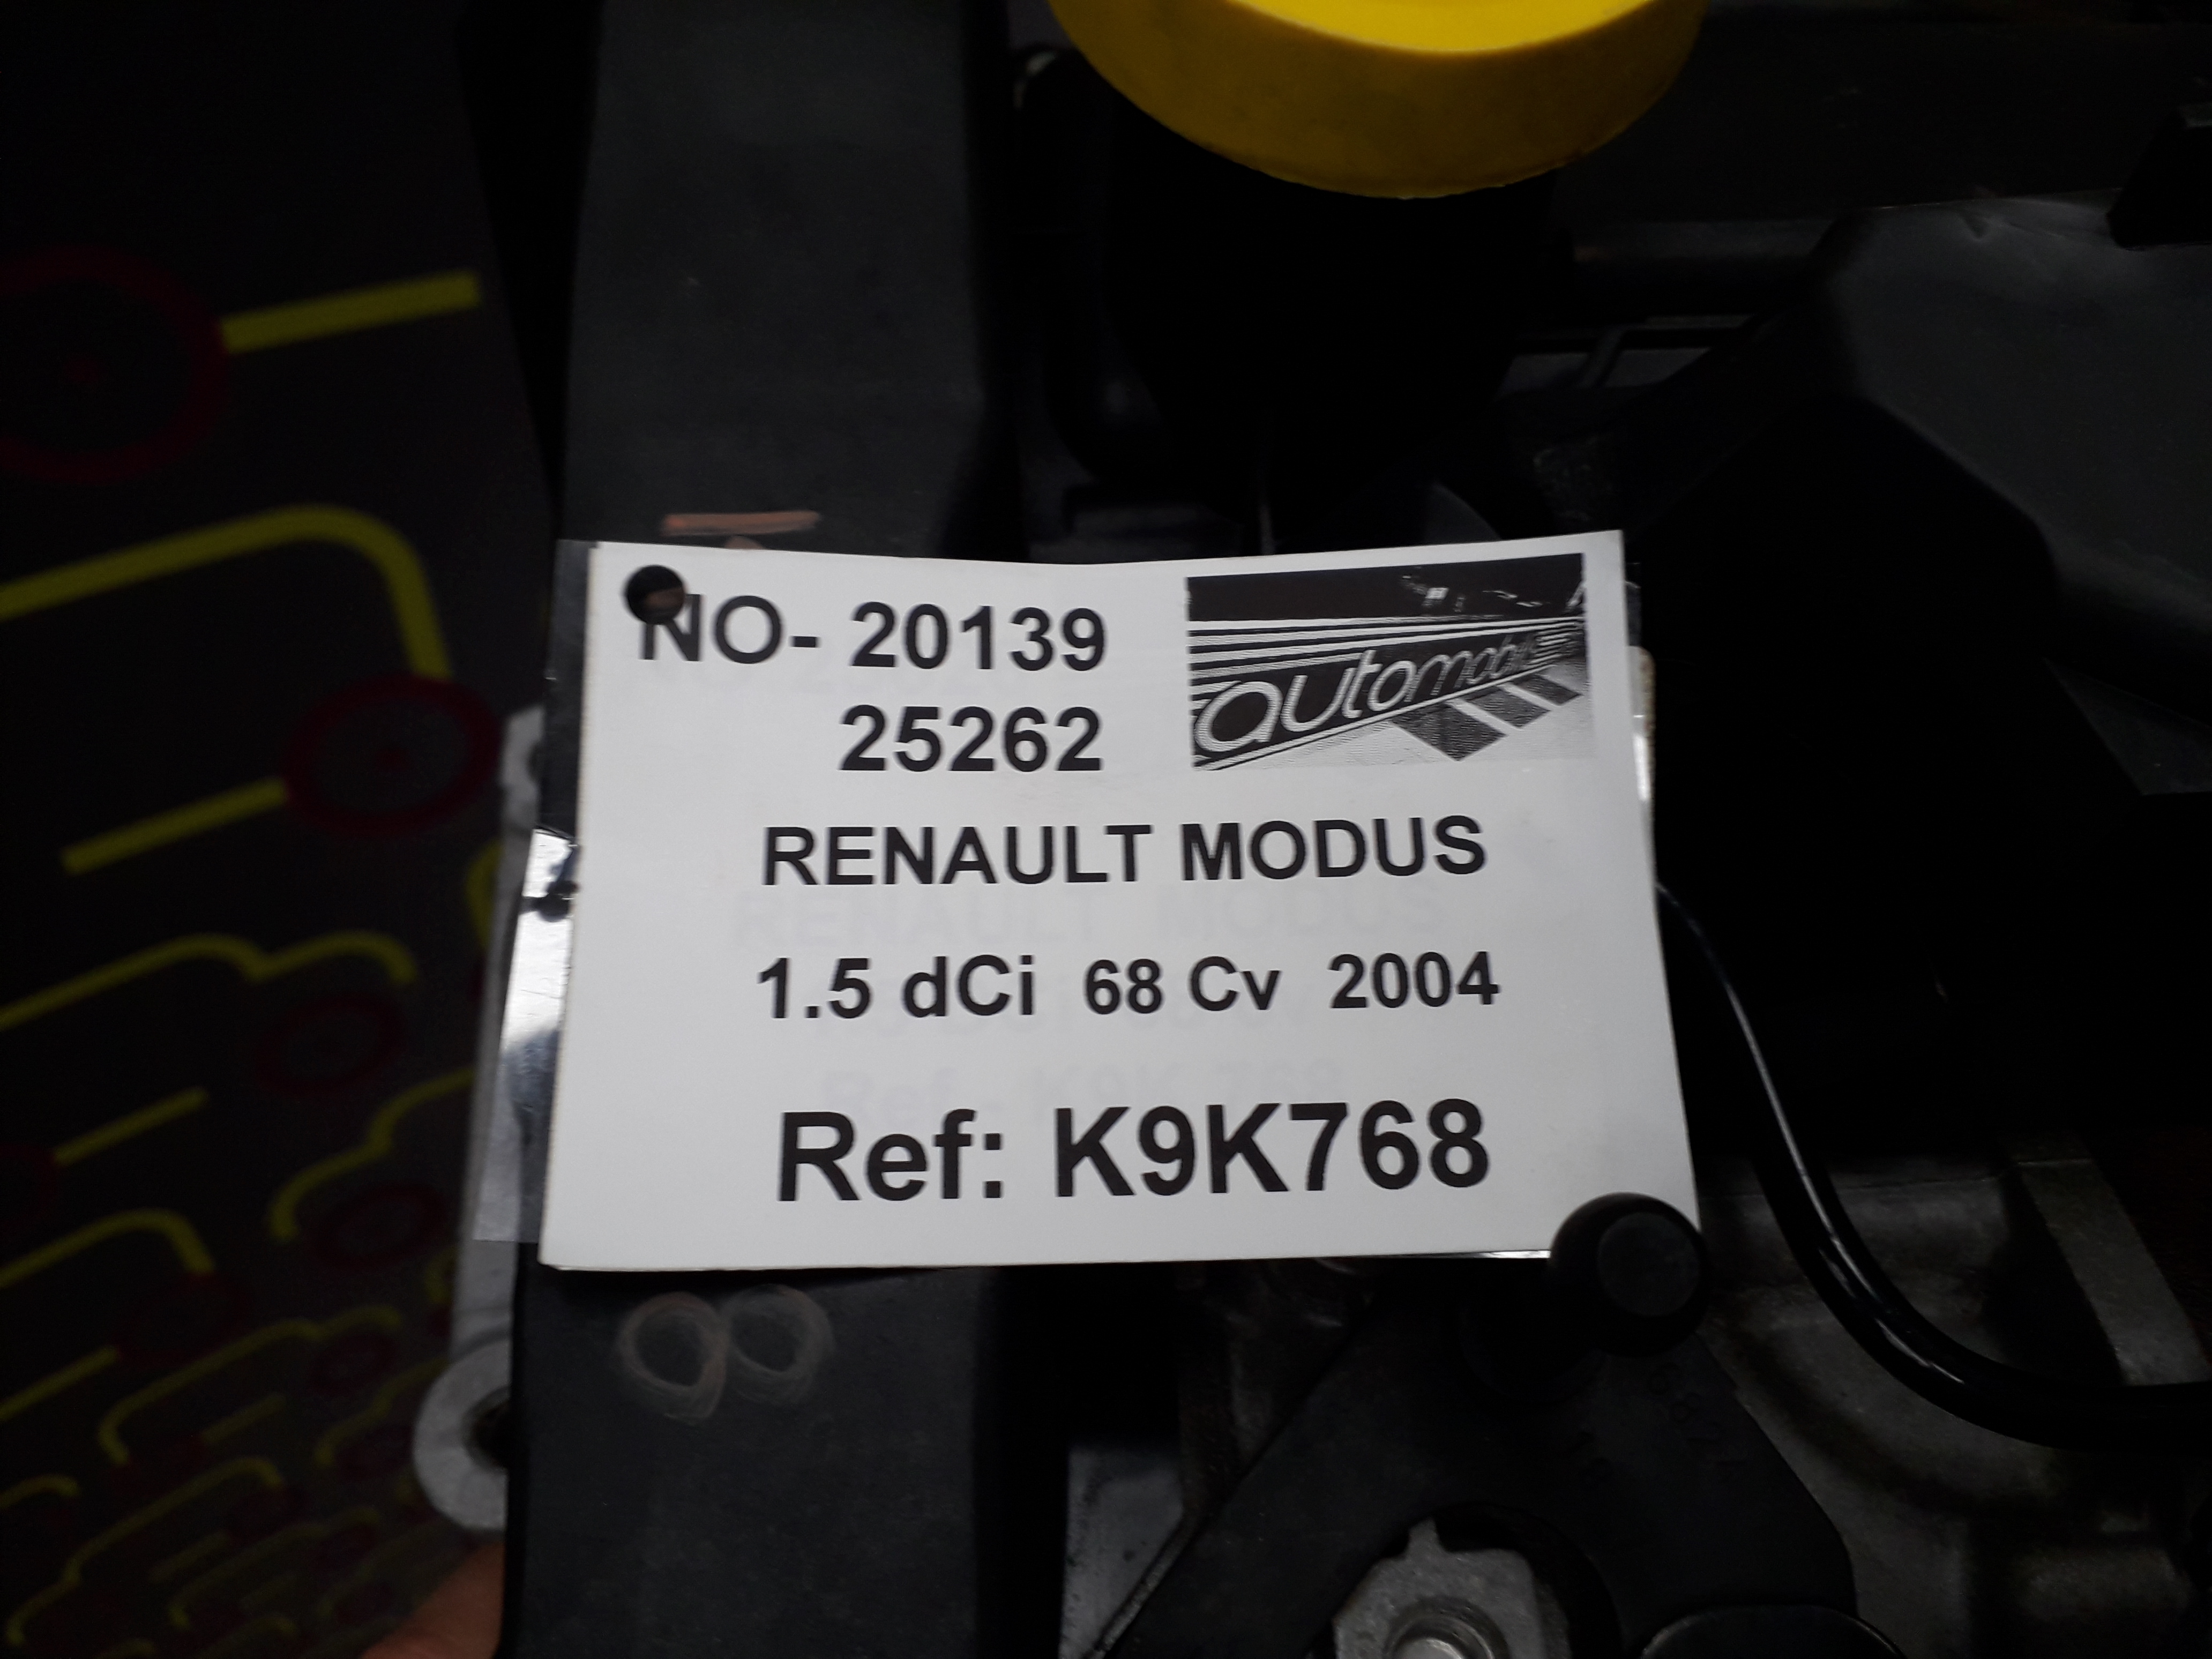 NO- 20139
25262
automobile
RENAULT MODUS
1.5 dCi 68 Cv 2004
Ref: K9K768